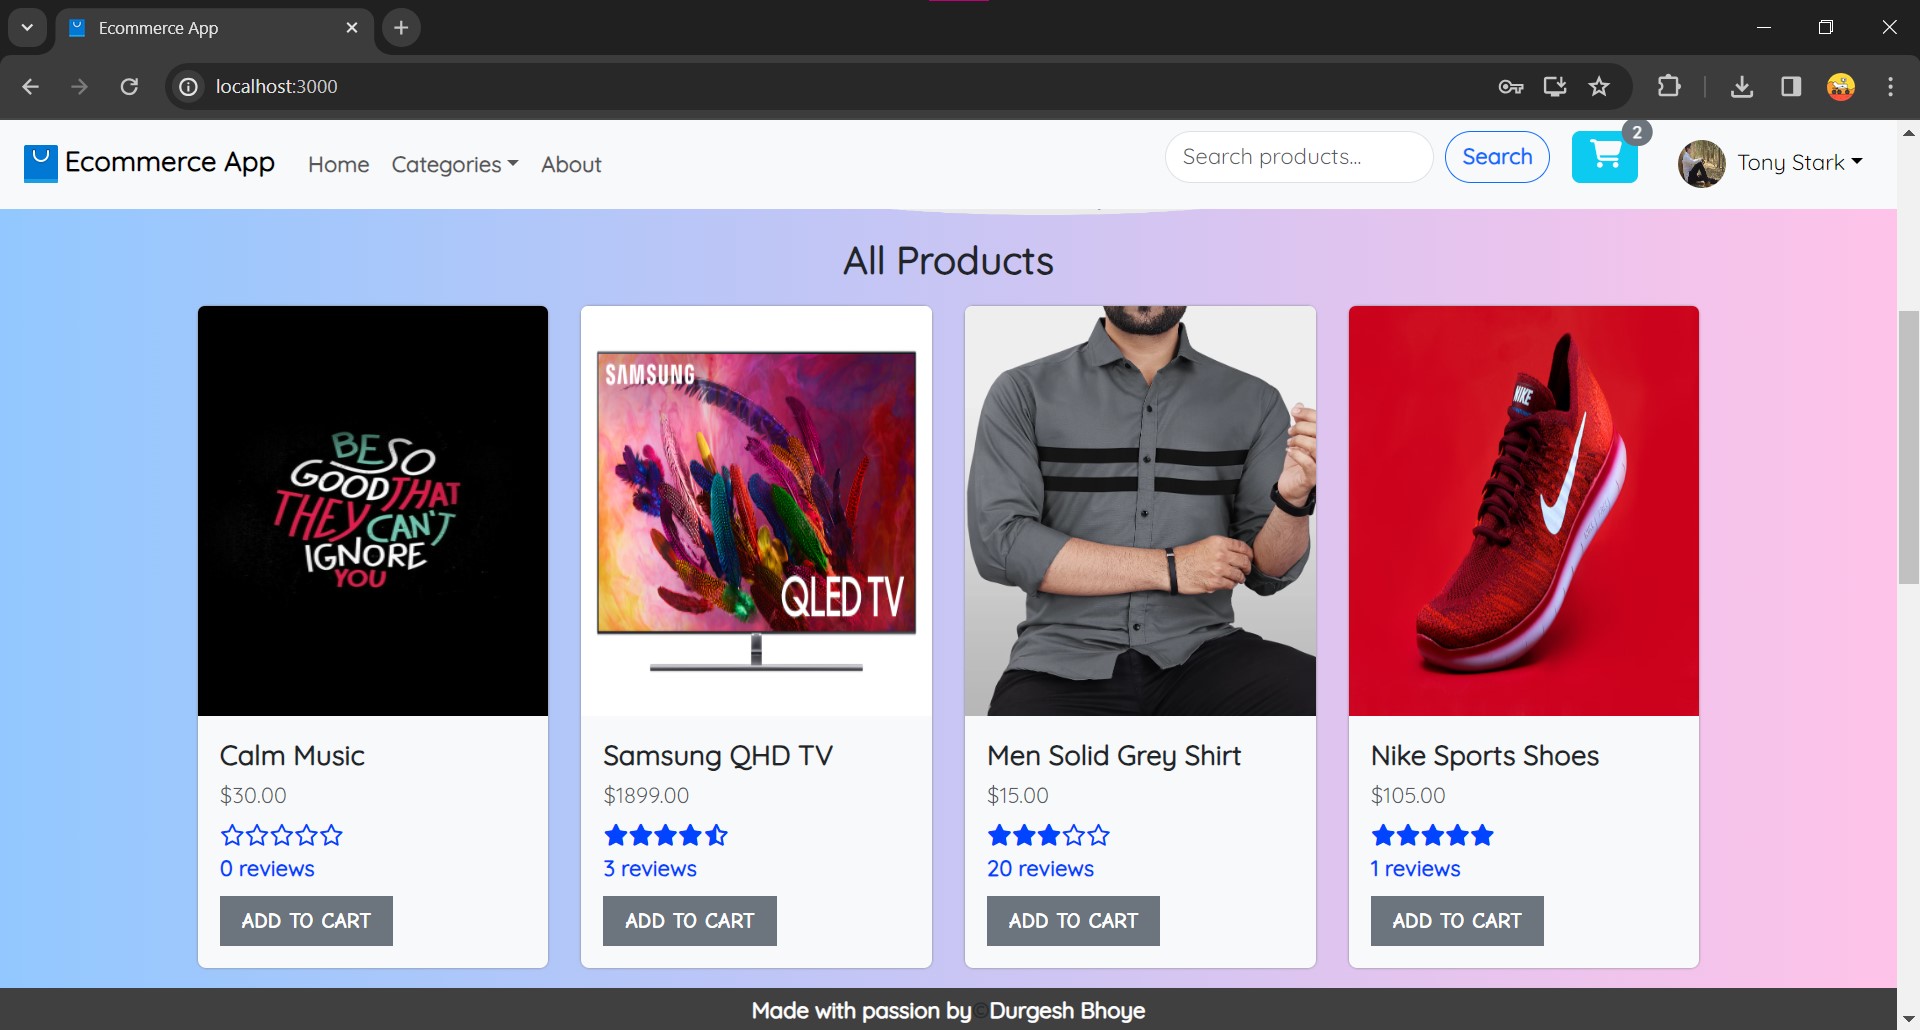 Ecommerce App
localhost:3000
Ecommerce App
Home
Categories
About
Search products...
Search
2
Tony Stark
All Products
BE SO
GOOD THAT
THEY CAN'T
IGNORE
YOU
SAMSUNG
QLED TV
NIKE
Calm Music
$30.00
0 reviews
ADD TO CART
Samsung QHD TV
$1899.00
3 reviews
ADD TO CART
Men Solid Grey Shirt
$15.00
20 reviews
ADD TO CART
Nike Sports Shoes
$105.00
1 reviews
ADD TO CART
Made with passion by©Durgesh Bhoye